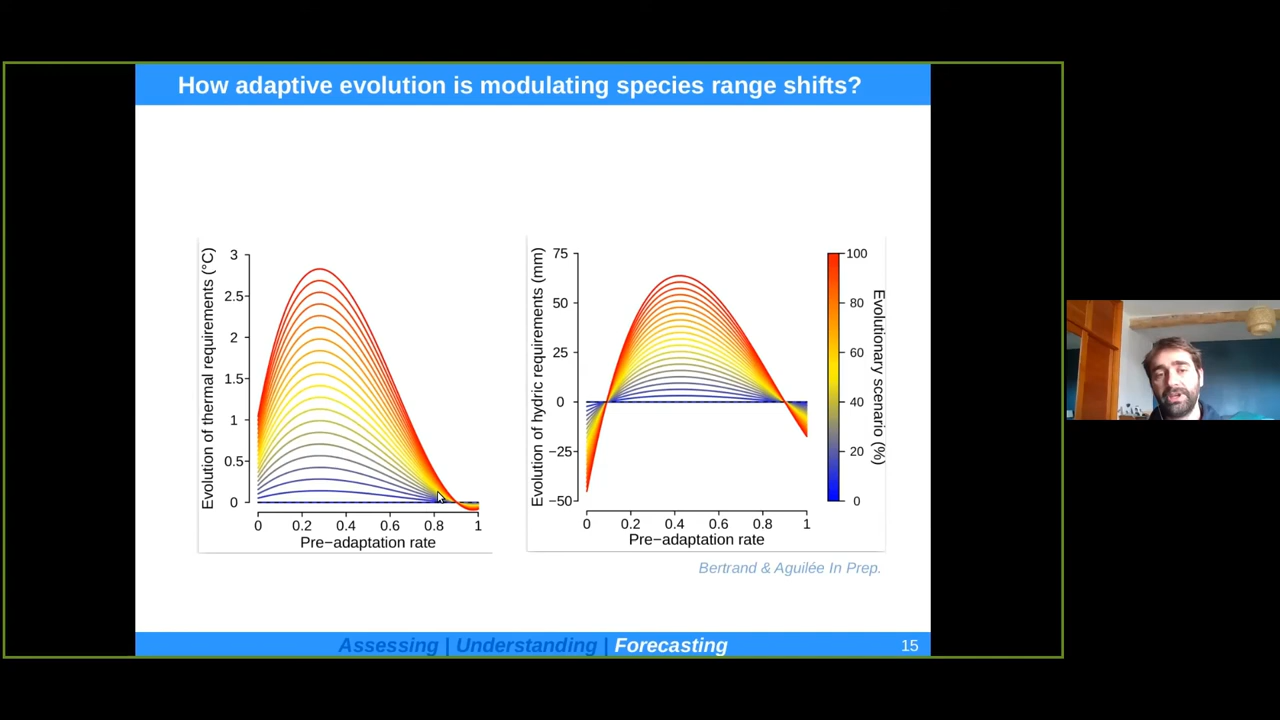 How adaptive evolution is modulating species range shifts?
Evolution of thermal requirements (°C)
3
2.5
2
1.5
1
0.5
0
0 0.2 0.4 0.6 0.8 1
Pre−adaptation rate
Evolution of hydric requirements (mm)
75
50
25
0
−25
−50
0 0.2 0.4 0.6 0.8 1
Pre−adaptation rate
100
80
60
40
20
0
Evolutionary scenario (%)
Bertrand & Aguilée In Prep.
Assessing | Understanding | Forecasting
15